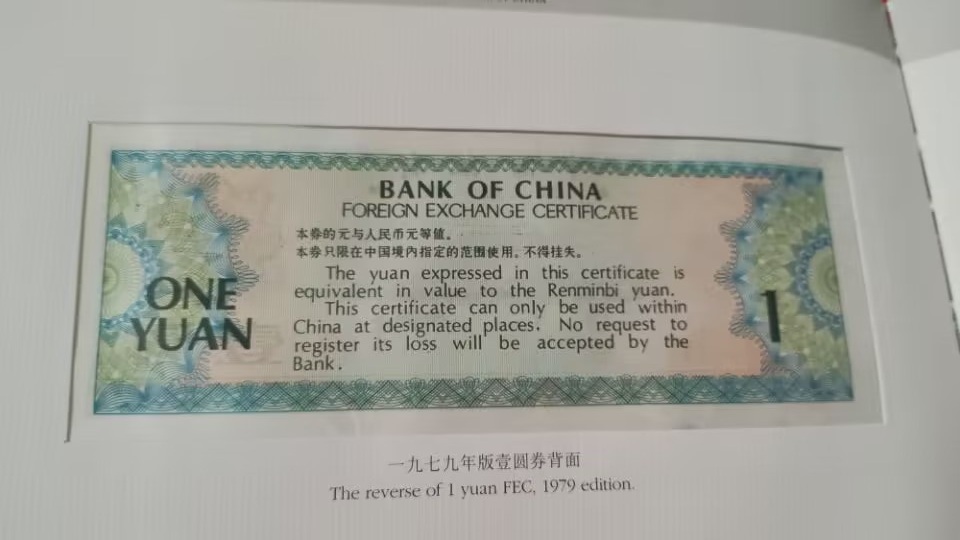 BANK OF CHINA
FOREIGN EXCHANGE CERTIFICATE
本券的元与人民币元等值。
本券只限在中国境内指定的范围使用，不得挂失。
The yuan expressed in this certificate is
equivalent in value to the Renminbi yuan.
This certificate can only be used within
China at designated places. No request to
register its loss will be accepted by the
Bank.
ONE
YUAN
1
一九七九年版壹圆券背面
The reverse of 1 yuan FEC, 1979 edition.